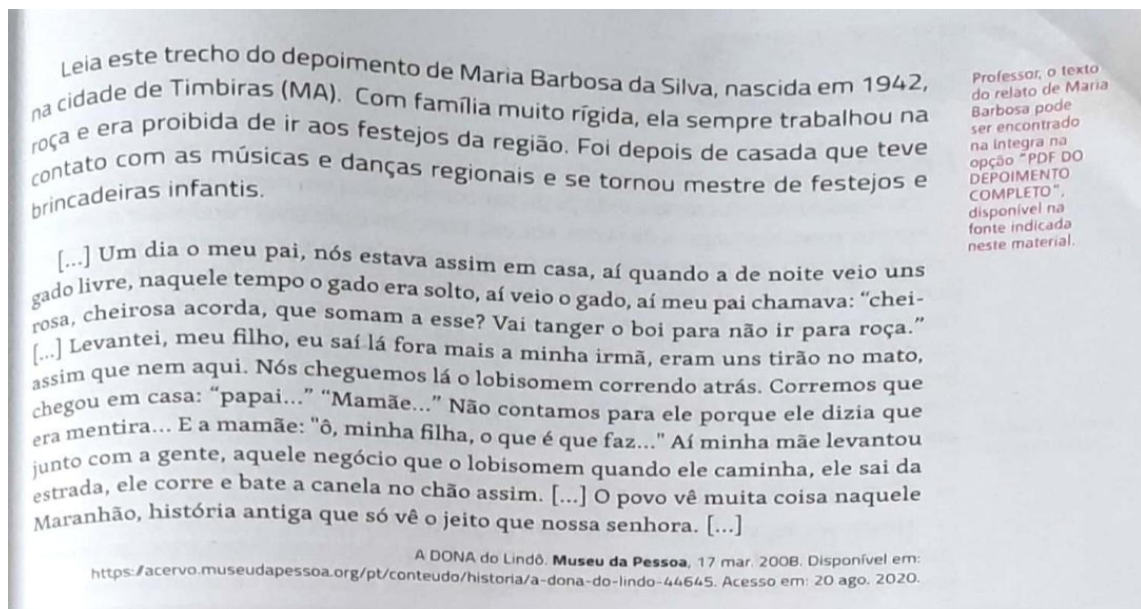 Leia este trecho do depoimento de Maria Barbosa da Silva, nascida em 1942,
na cidade de Timbiras (MA). Com família muito rígida, ela sempre trabalhou na
roça e era proibida de ir aos festejos da região. Foi depois de casada que teve
contato com as músicas e danças regionais e se tornou mestre de festejos e
brincadeiras infantis.
[...] Um dia o meu pai, nós estava assim em casa, aí quando a de noite veio uns
gado livre, naquele tempo o gado era solto, aí veio o gado, aí meu pai chamava: “chei-
rosa, cheirosa acorda, que somam a esse? Vai tanger o boi para não ir para roça.”
[...] Levantei, meu filho, eu saí lá fora mais a minha irmã, eram uns tirão no mato,
assim que nem aqui. Nós cheguemos lá o lobisomem correndo atrás. Corremos que
chegou em casa: “papai...” “Mamãe...” Não contamos para ele porque ele dizia que
era mentira... E a mamãe: "ô, minha filha, o que é que faz..." Aí minha mãe levantou
junto com a gente, aquele negócio que o lobisomem quando ele caminha, ele sai da
estrada, ele corre e bate a canela no chão assim. [...] O povo vê muita coisa naquele
Maranhão, história antiga que só vê o jeito que nossa senhora. [...]
A DONA do Lindô. Museu da Pessoa, 17 mar. 2008. Disponível em:
https://acervo.museudapessoa.org/pt/conteudo/historia/a-dona-do-lindo-44645. Acesso em: 20 ago. 2020.
Professor, o texto
do relato de Maria
Barbosa pode
ser encontrado
na íntegra na
opção “PDF DO
DEPOIMENTO
COMPLETO”,
disponível na
fonte indicada
neste material.